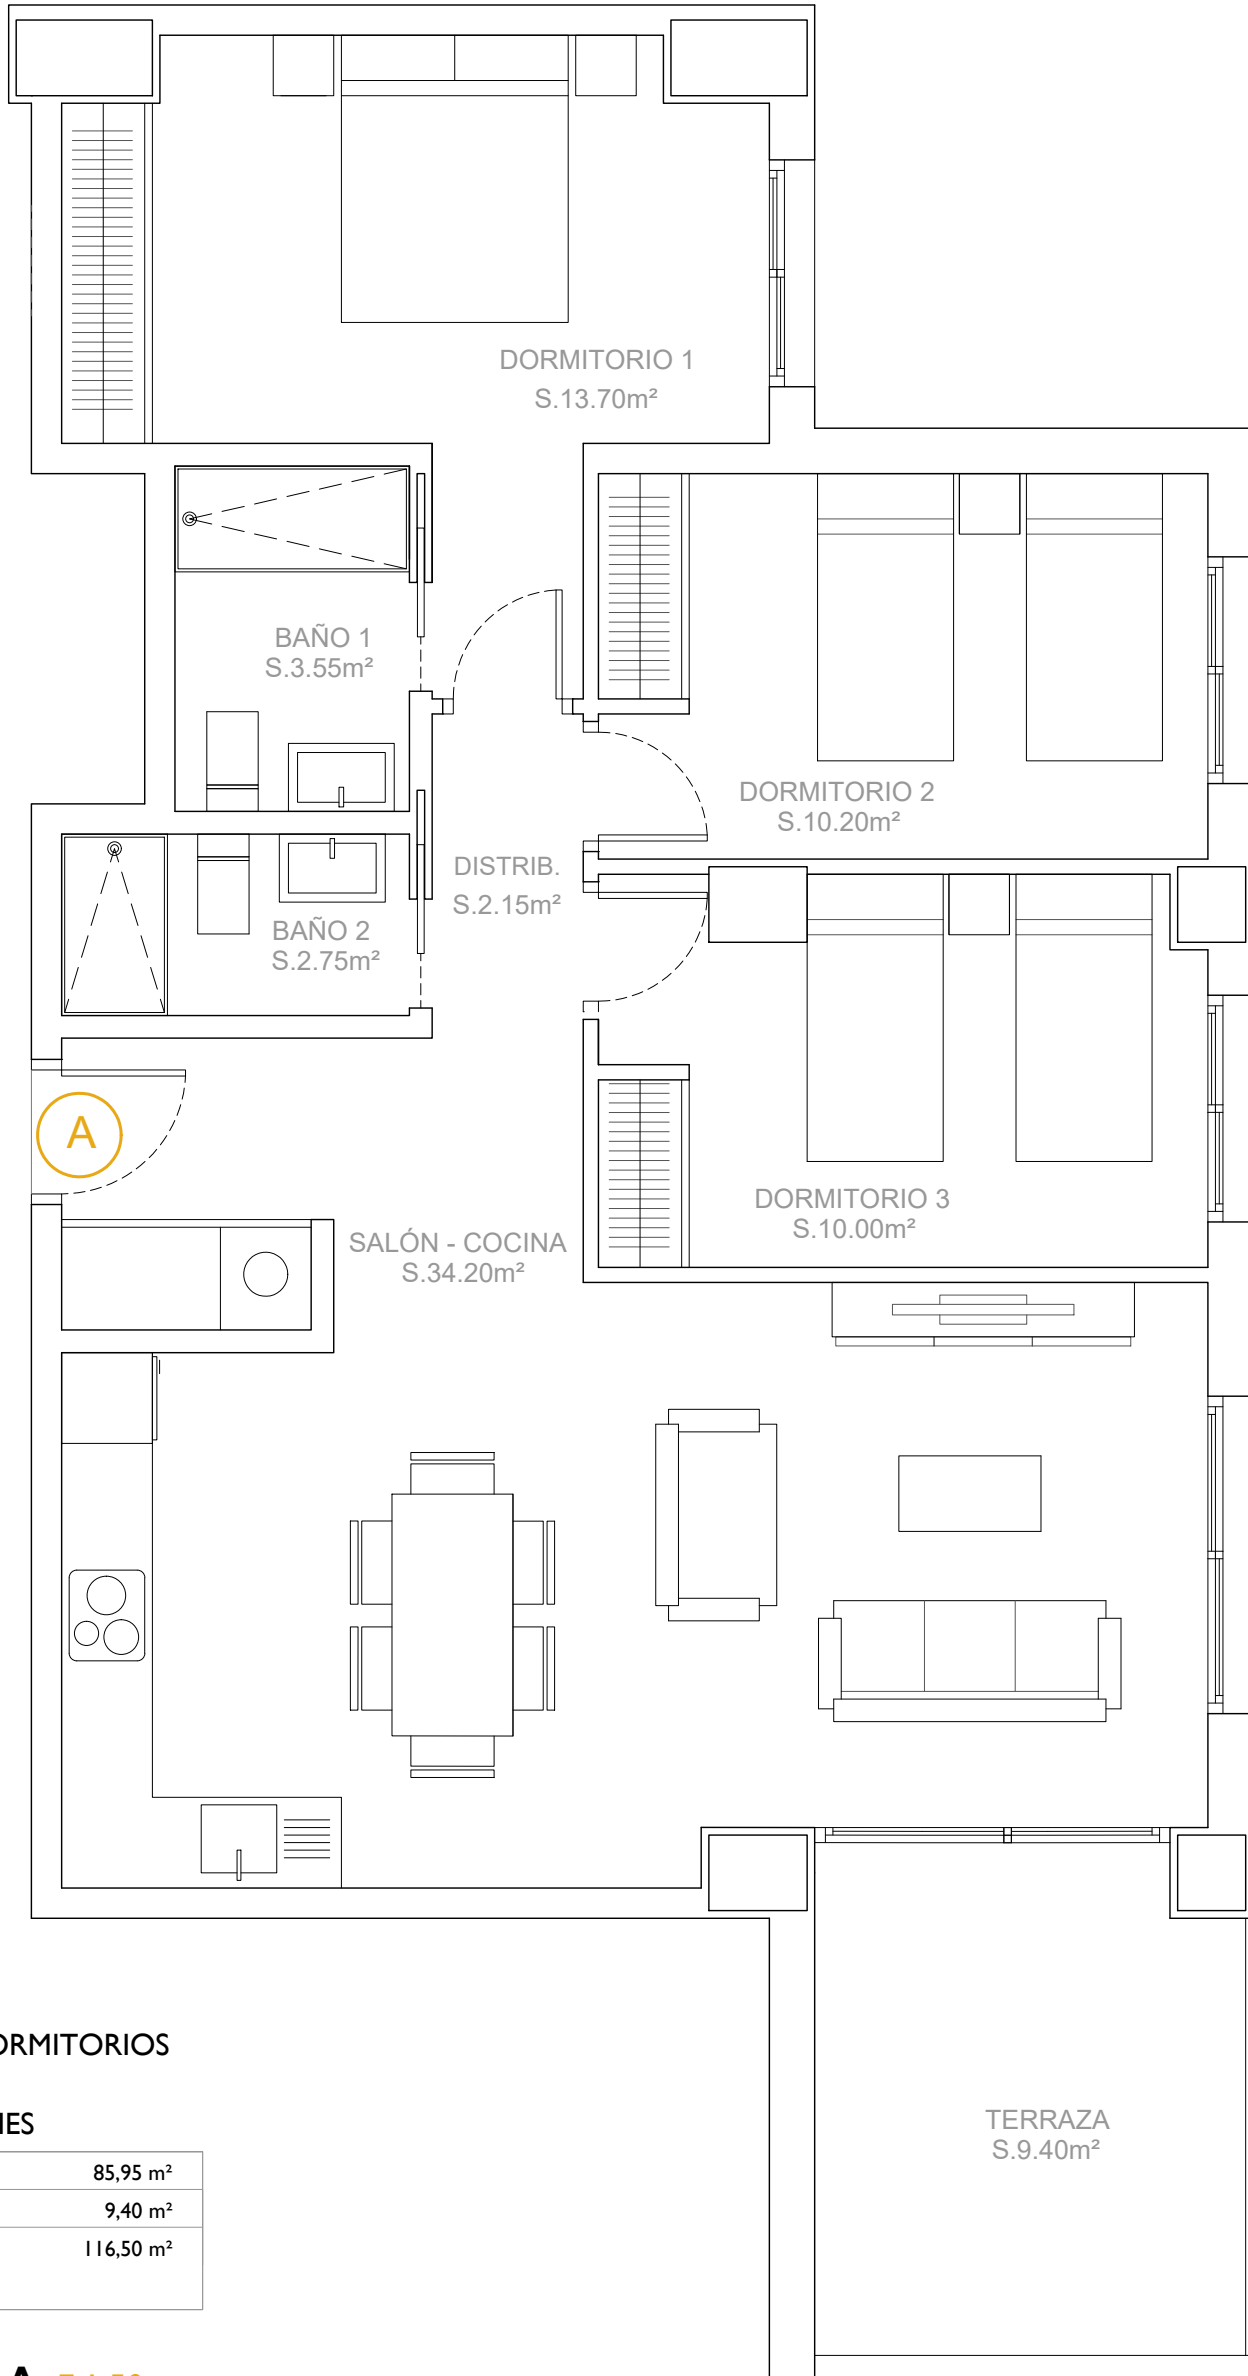 DORMITORIO 1
S.13.70m²
BAÑO 1
S.3.55m²
DORMITORIO 2
S.10.20m²
DISTRIB.
S.2.15m²
BAÑO 2
S.2.75m²
A
DORMITORIO 3
S.10.00m²
SALÓN - COCINA
S.34.20m²
ORMITORIOS
TERRAZA
S.9.40m²
85,95 m²
9,40 m²
116,50 m²